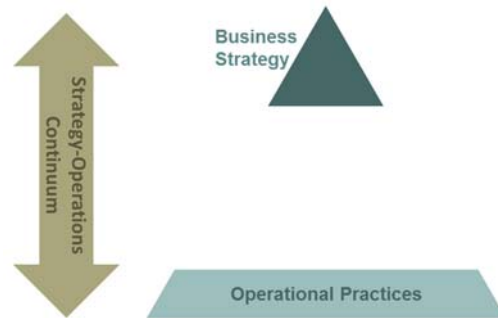 Strategy-Operations
Continuum
Business
Strategy
Operational Practices